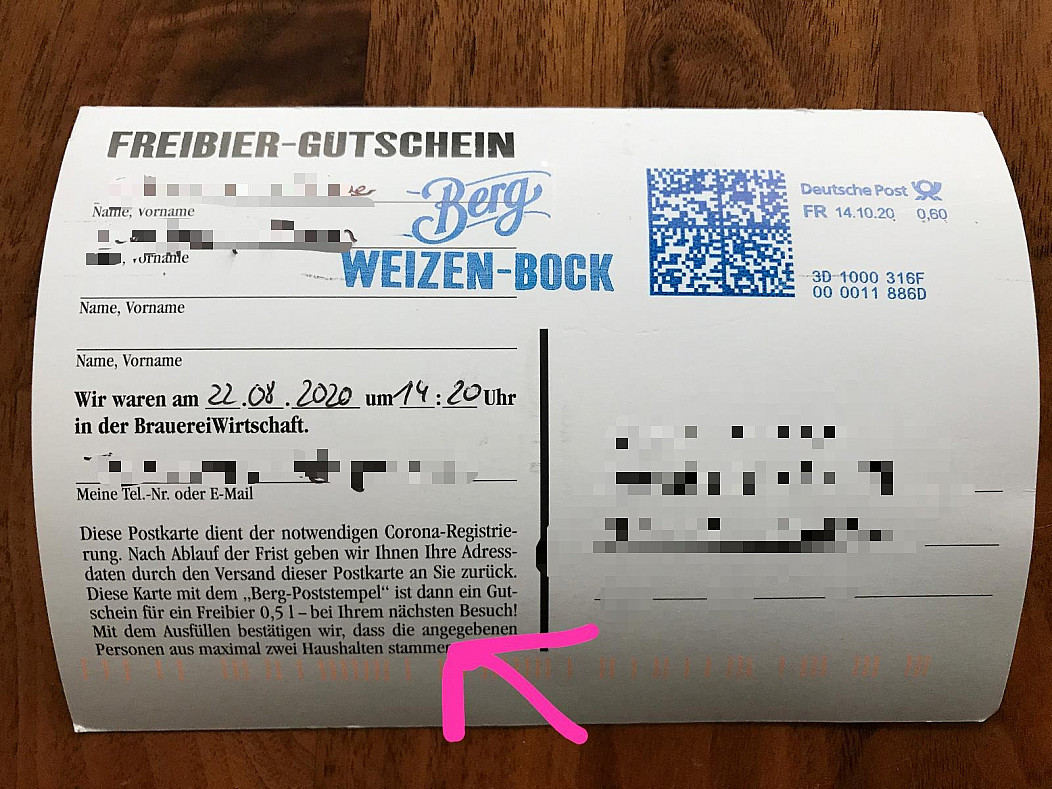 FREIBIER-GUTSCHEIN
Name, Vorname
, Vorname
Name, Vorname
Name, Vorname
Berg
WEIZEN-BOCK
Deutsche Post
FR 14.10.20 0,60
3D 1000 316F
00 0011 886D
Wir waren am 22.08.2020 um 14:20 Uhr
in der BrauereiWirtschaft.
Meine Tel.-Nr. oder E-Mail
Diese Postkarte dient der notwendigen Corona-Registrie-
rung. Nach Ablauf der Frist geben wir Ihnen Ihre Adress-
daten durch den Versand dieser Postkarte an Sie zurück.
Diese Karte mit dem „Berg-Poststempel“ ist dann ein Gut-
schein für ein Freibier 0,5 l – bei Ihrem nächsten Besuch!
Mit dem Ausfüllen bestätigen wir, dass die angegebenen
Personen aus maximal zwei Haushalten stammen